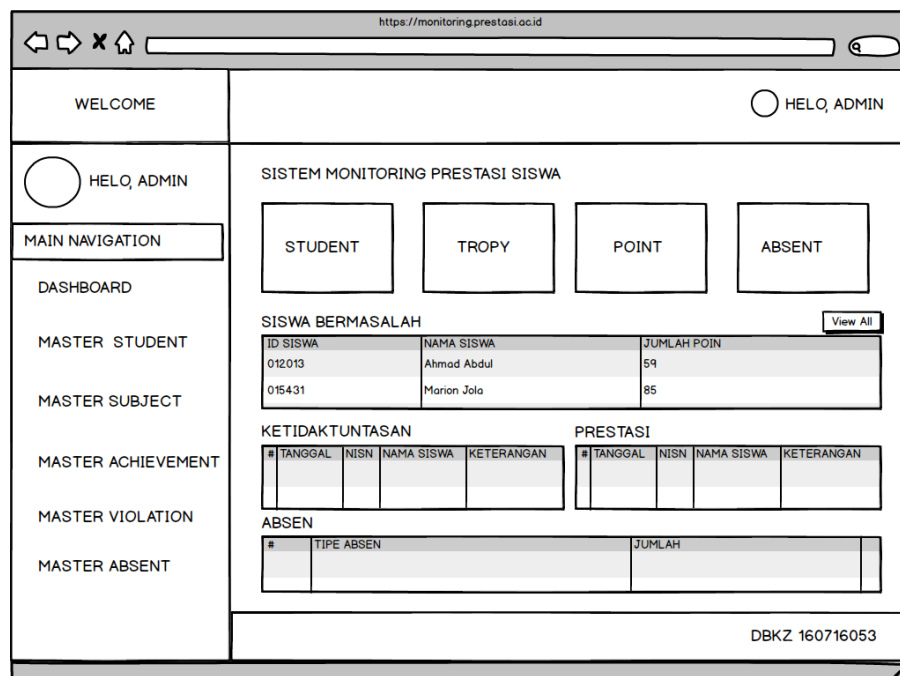 https://monitoring.prestasi.ac.id
WELCOME
HELO, ADMIN
HELO, ADMIN
MAIN NAVIGATION
DASHBOARD
MASTER STUDENT
MASTER SUBJECT
MASTER ACHIEVEMENT
MASTER VIOLATION
MASTER ABSENT
SISTEM MONITORING PRESTASI SISWA
STUDENT TROPY POINT ABSENT
SISWA BERMASALAH View All
ID SISWA NAMA SISWA JUMLAH POIN
012013 Ahmad Abdul 59
015431 Marion Jola 85
KETIDAKTUNTASAN
# TANGGAL NISN NAMA SISWA KETERANGAN
PRESTASI
# TANGGAL NISN NAMA SISWA KETERANGAN
ABSEN
# TIPE ABSEN JUMLAH
DBKZ 160716053